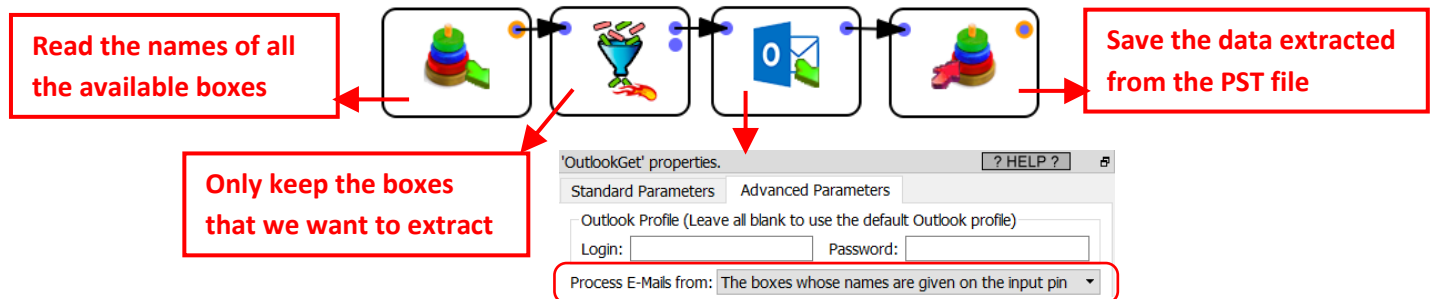 Read the names of all
the available boxes
Save the data extracted
from the PST file
Only keep the boxes
that we want to extract
'OutlookGet' properties.
? HELP ?
Standard Parameters
Advanced Parameters
Outlook Profile (Leave all blank to use the default Outlook profile)
Login:
Password:
Process E-Mails from: The boxes whose names are given on the input pin